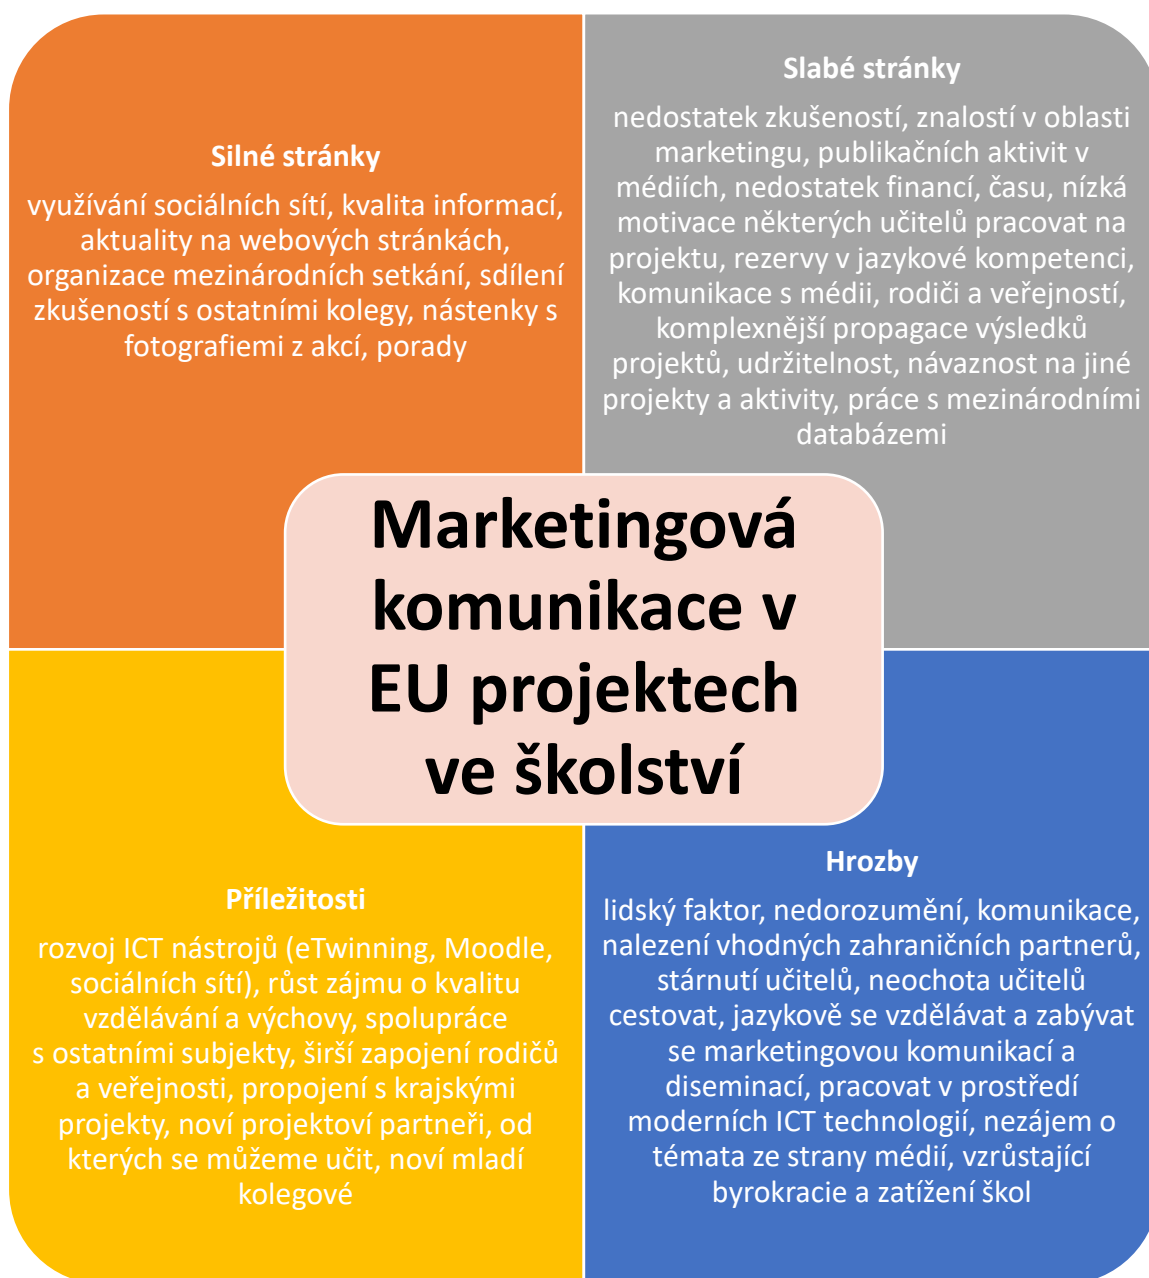 Silné stránky
využívání sociálních sítí, kvalita informací,
aktuality na webových stránkách,
organizace mezinárodních setkání, sdílení
zkušeností s ostatními kolegy, nástenky s
fotografiemi z akcí, porady
Slabé stránky
nedostatek zkušeností, znalostí v oblasti
marketingu, publikačních aktivit v
médiích, nedostatek financí, času, nízká
motivace některých učitelů pracovat na
projektu, rezervy v jazykové kompetenci,
komunikace s médii, rodiči a veřejností,
komplexnější propagace výsledků
projektů, udržitelnost, návaznost na jiné
projekty a aktivity, práce s mezinárodními
databázemi
Marketingová
komunikace v
EU projektech
ve školství
Příležitosti
rozvoj ICT nástrojů (eTwinning, Moodle,
sociálních sítí), růst zájmu o kvalitu
vzdělávání a výchovy, spolupráce
s ostatními subjekty, širší zapojení rodičů
a veřejnosti, propojení s krajskými
projekty, noví projektoví partneři, od
kterých se můžeme učit, noví mladí
kolegové
Hrozby
lidský faktor, nedorozumění, komunikace,
nalezení vhodných zahraničních partnerů,
stárnutí učitelů, neochota učitelů
cestovat, jazykově se vzdělávat a zabývat
se marketingovou komunikací a
diseminací, pracovat v prostředí
moderních ICT technologií, nezájem o
témata ze strany médií, vzrůstající
byrokracie a zatížení škol